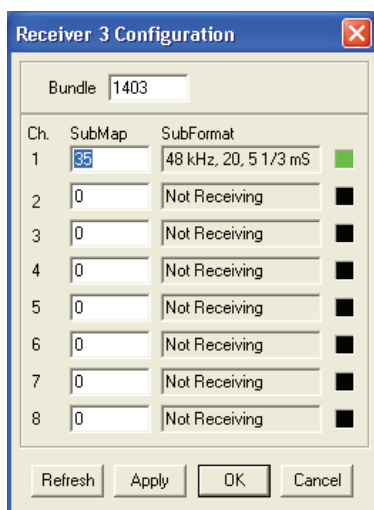 Receiver 3 Configuration
Bundle 1403
Ch. SubMap SubFormat
1 35 48 kHz, 20, 5 1/3 mS
2 0 Not Receiving
3 0 Not Receiving
4 0 Not Receiving
5 0 Not Receiving
6 0 Not Receiving
7 0 Not Receiving
8 0 Not Receiving
Refresh Apply OK Cancel